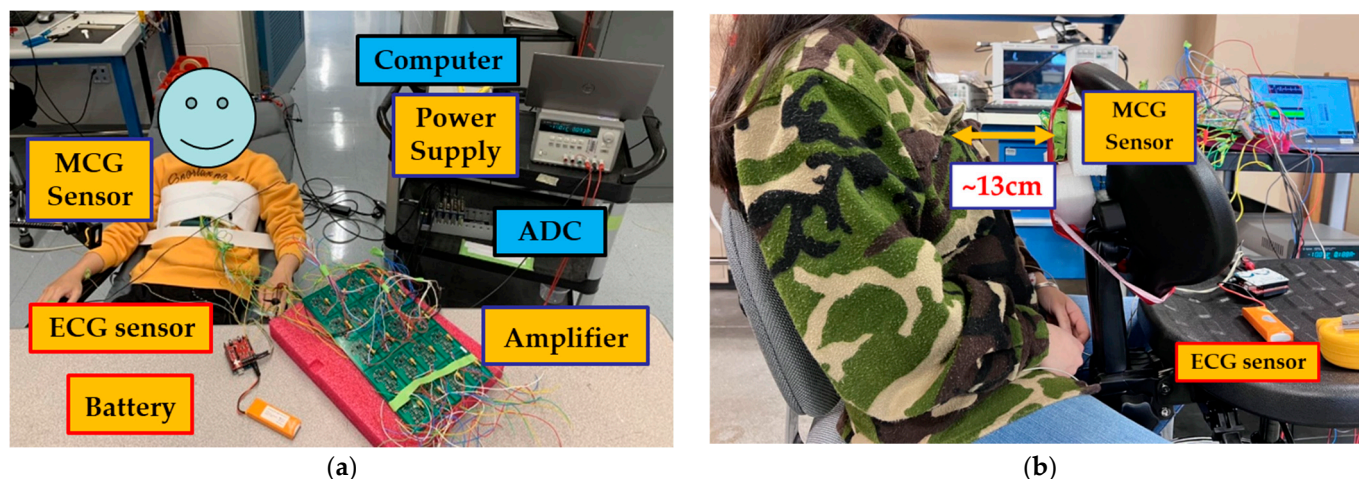 Computer
Power
Supply
MCG
Sensor
ADC
ECG sensor
Amplifier
Battery
MCG
Sensor
~13cm
ECG sensor
(a)
(b)